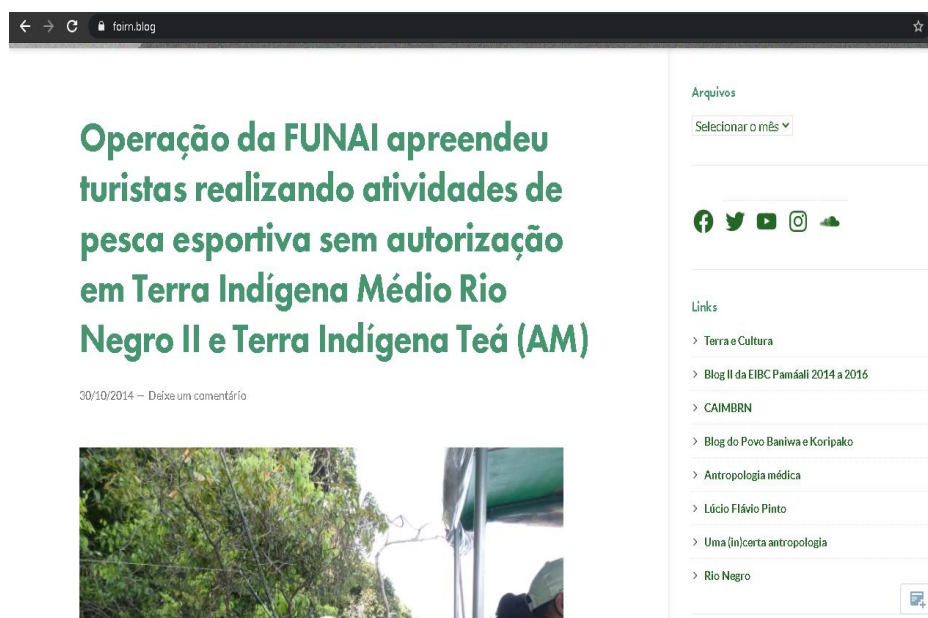 foirn.blog
Operação da FUNAI apreendeu
turistas realizando atividades de
pesca esportiva sem autorização
em Terra Indígena Médio Rio
Negro II e Terra Indígena Teá (AM)
30/10/2014 — Deixe um comentário
Arquivos
Selecionar o mês
Links
> Terra e Cultura
> Blog II da EIBC Pamáali 2014 a 2016
> CAIMBRN
> Blog do Povo Baniwa e Koripako
> Antropologia médica
> Lúcio Flávio Pinto
> Uma (in)certa antropologia
> Rio Negro